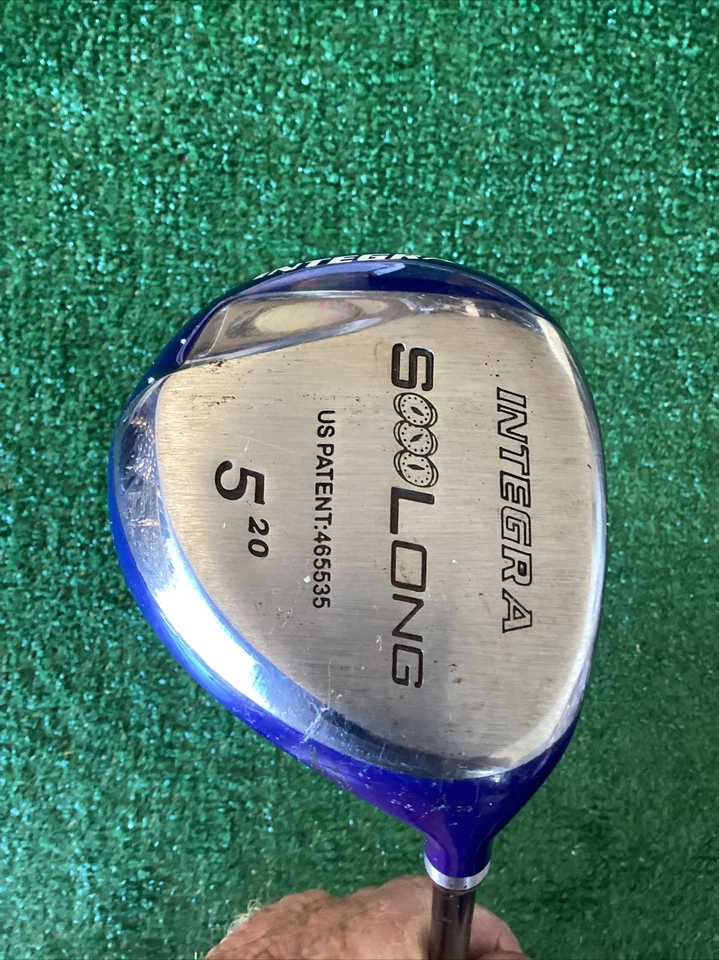 INTEGRA
INTEGRA
SOOOLONG
US PATENT:465535
5 20